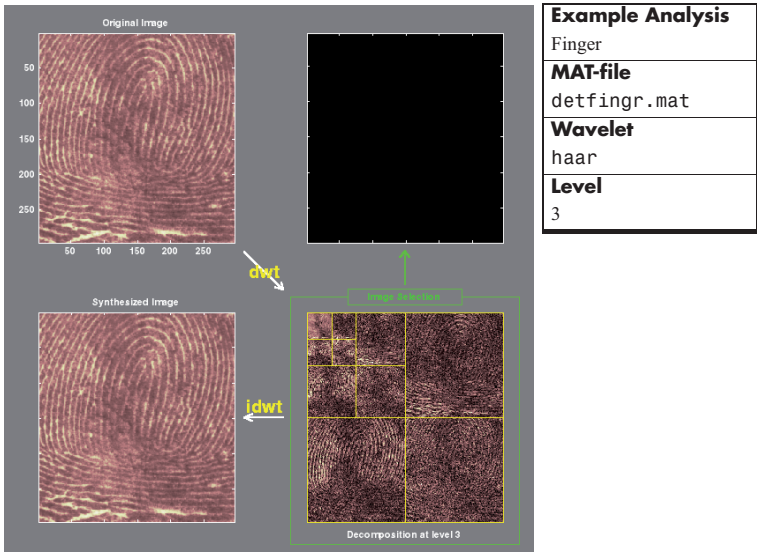 Original Image
50
100
150
200
250
50 100 150 200 250
dwt
Image Selection
Synthesized Image
idwt
Decomposition at level 3
Example Analysis
Finger
MAT-file
detfingr.mat
Wavelet
haar
Level
3